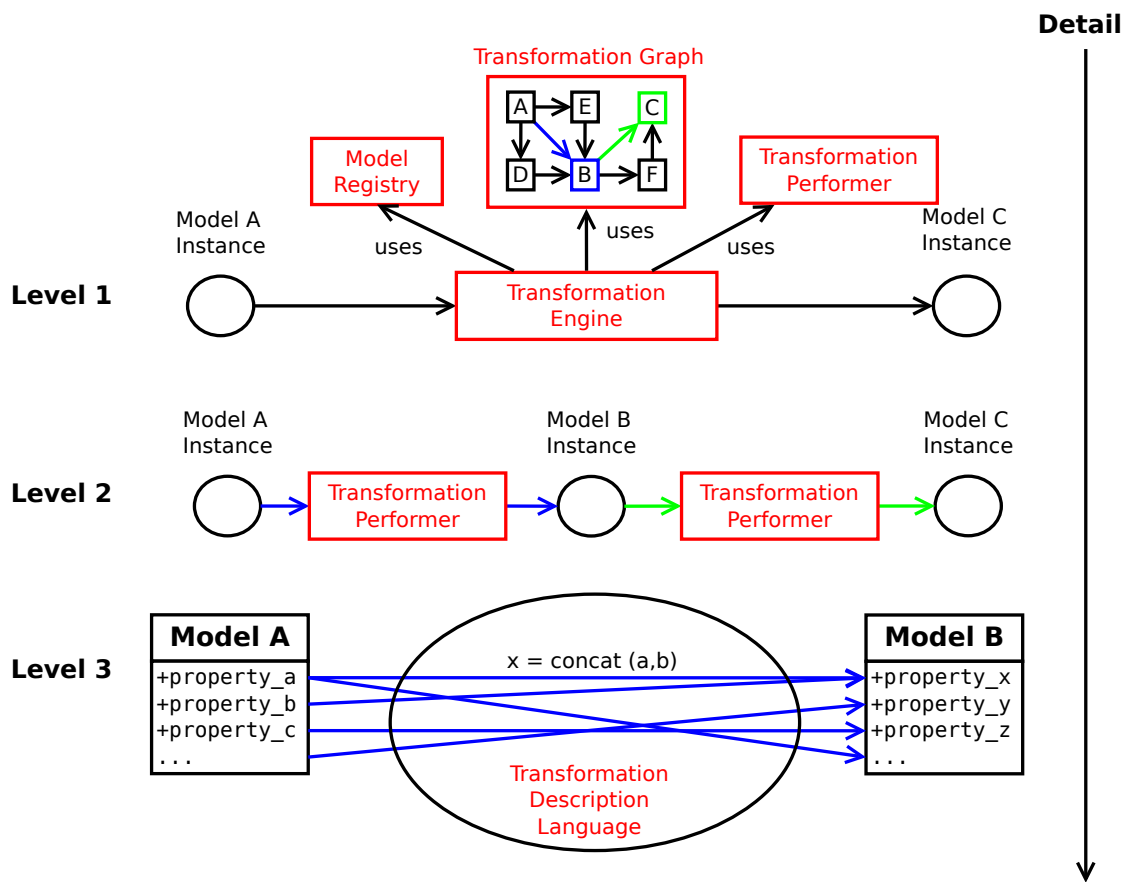 Detail
Transformation Graph
A
E
C
D
B
F
Model
Registry
Transformation
Performer
Model A
Instance
uses
uses
uses
Model C
Instance
Level 1
Transformation
Engine
Model A
Instance
Model B
Instance
Model C
Instance
Level 2
Transformation
Performer
Transformation
Performer
Level 3
Model A
+property_a
+property_b
+property_c
...
x = concat (a,b)
Transformation
Description
Language
Model B
+property_x
+property_y
+property_z
...